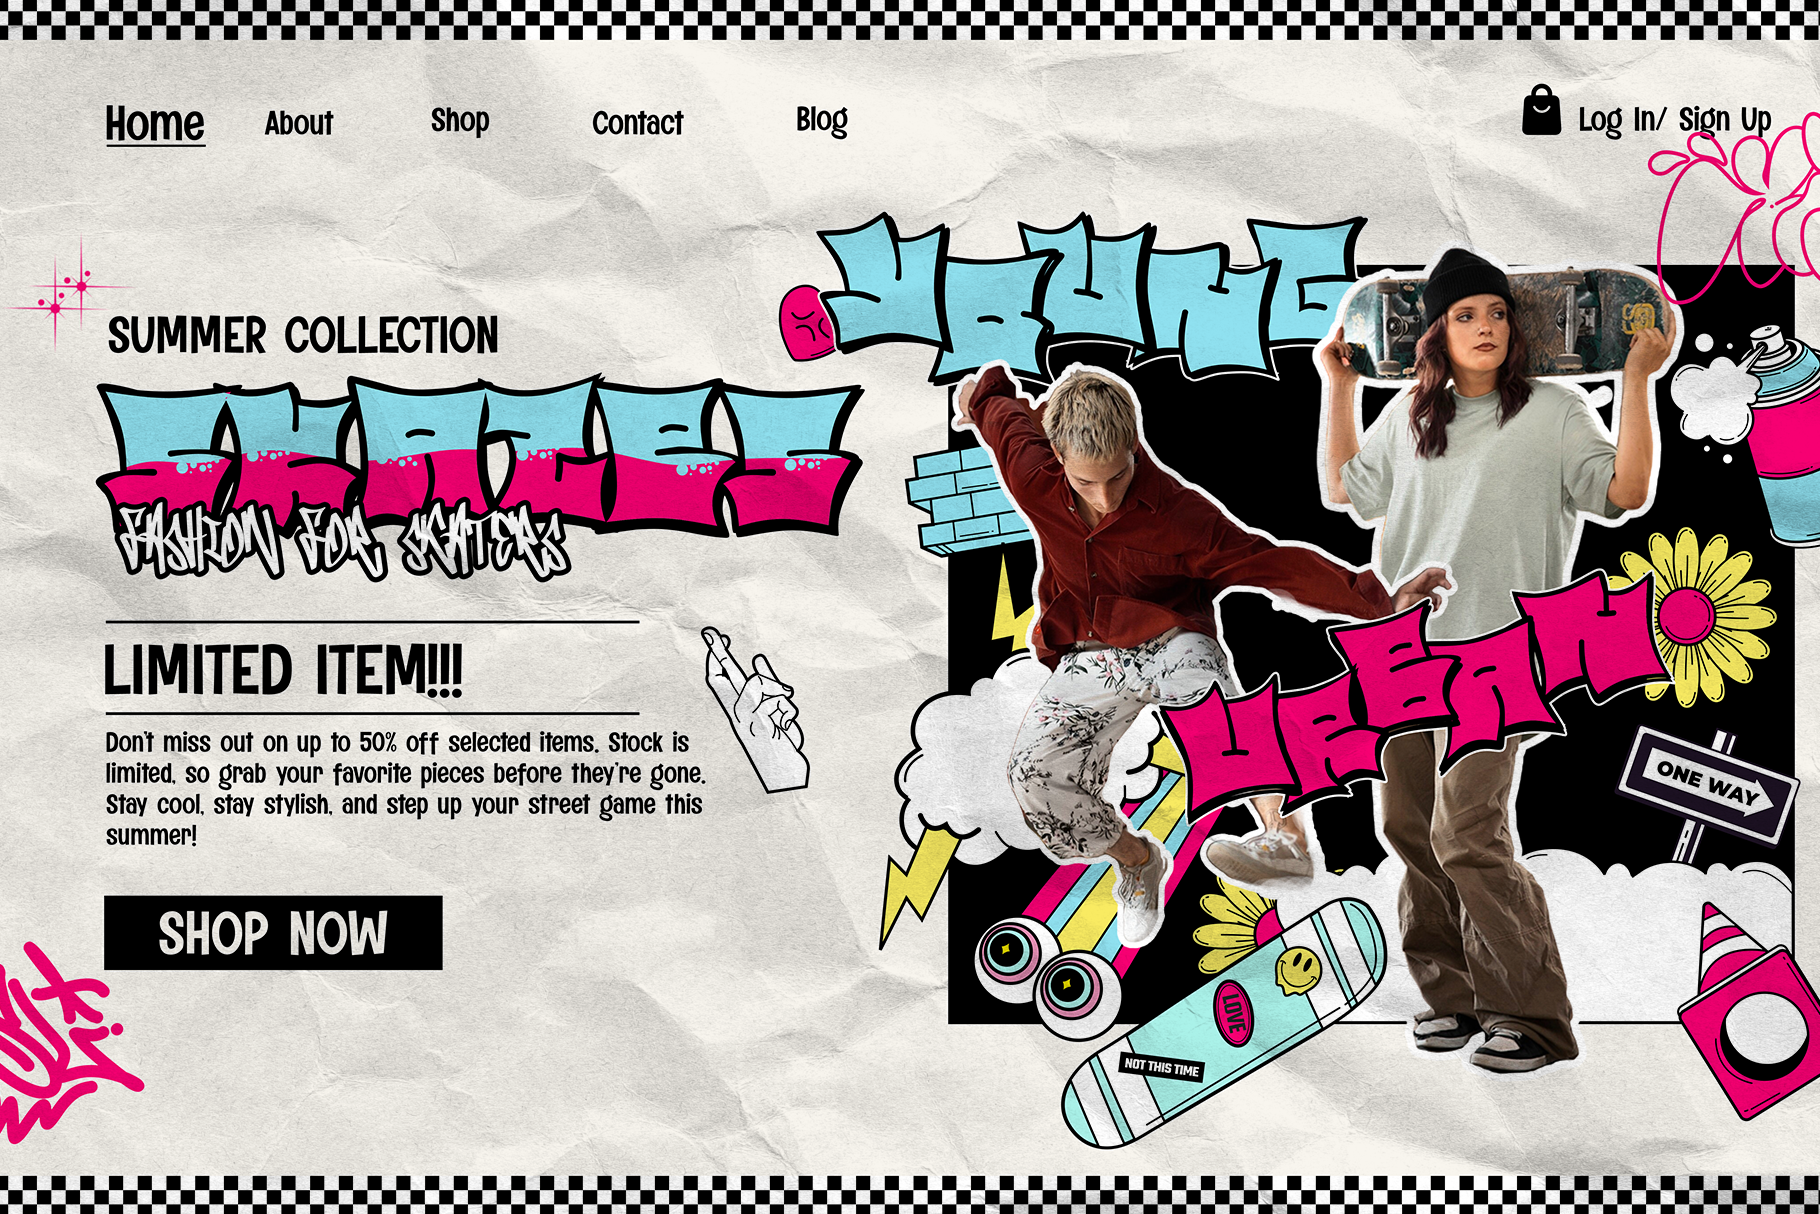 Home About Shop Contact Blog Log In/ Sign Up
SUMMER COLLECTION
SKATES
FASHION FOR SKATERS
LIMITED ITEM!!!
Don't miss out on up to 50% off selected items. Stock is
limited, so grab your favorite pieces before they're gone.
Stay cool, stay stylish, and step up your street game this
summer!
SHOP NOW
YOUNG
URBAN
ONE WAY
LOVE
NOT THIS TIME